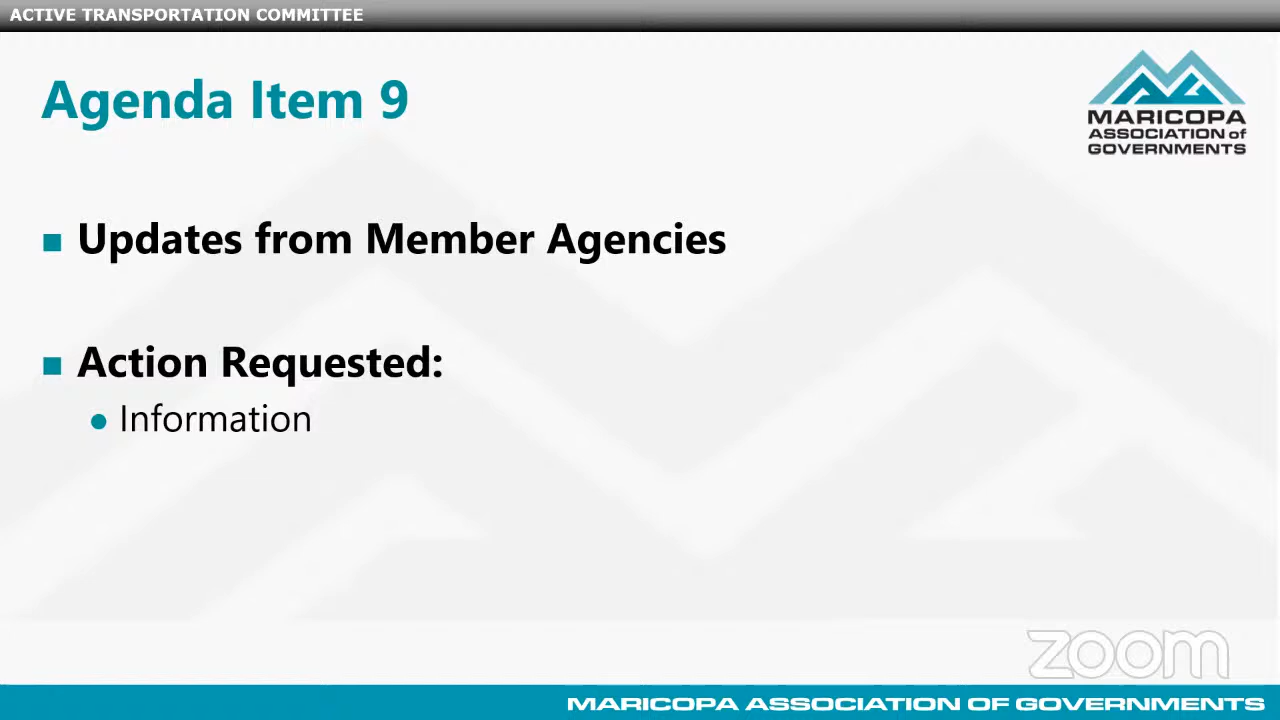 ACTIVE TRANSPORTATION COMMITTEE
Agenda Item 9
MARICOPA
ASSOCIATION of
GOVERNMENTS
Updates from Member Agencies
Action Requested:
Information
zoom
MARICOPA ASSOCIATION OF GOVERNMENTS